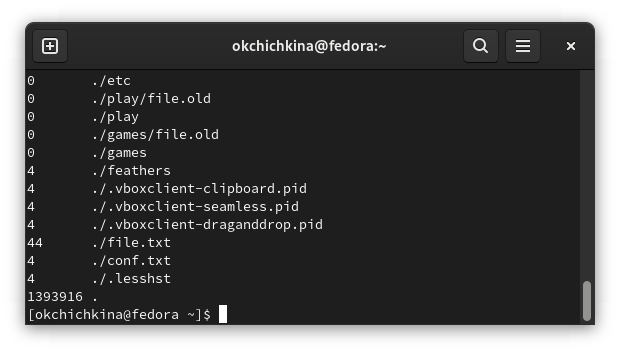 okchichkina@fedora:~
0 ./etc
0 ./play/file.old
0 ./play
0 ./games/file.old
0 ./games
4 ./feathers
4 ./.vboxclient-clipboard.pid
4 ./.vboxclient-seamless.pid
4 ./.vboxclient-draganddrop.pid
44 ./file.txt
4 ./conf.txt
4 ./.lesshst
1393916 .
[okchichkina@fedora ~]$